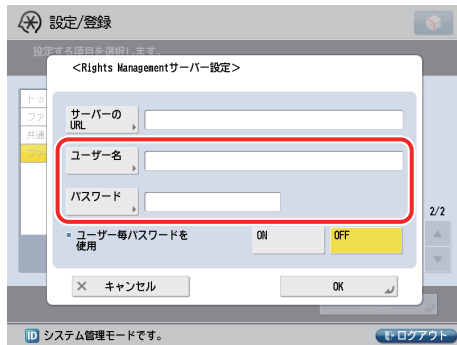 設定/登録
設定する項目を選択します。
<Rights Managementサーバー設定>
トッ
ファ
共通
ファ
サーバーの
URL
ユーザー名
パスワード
2/2
ユーザー毎パスワードを
使用
ON
OFF
キャンセル
OK
ID システム管理モードです。
ログアウト